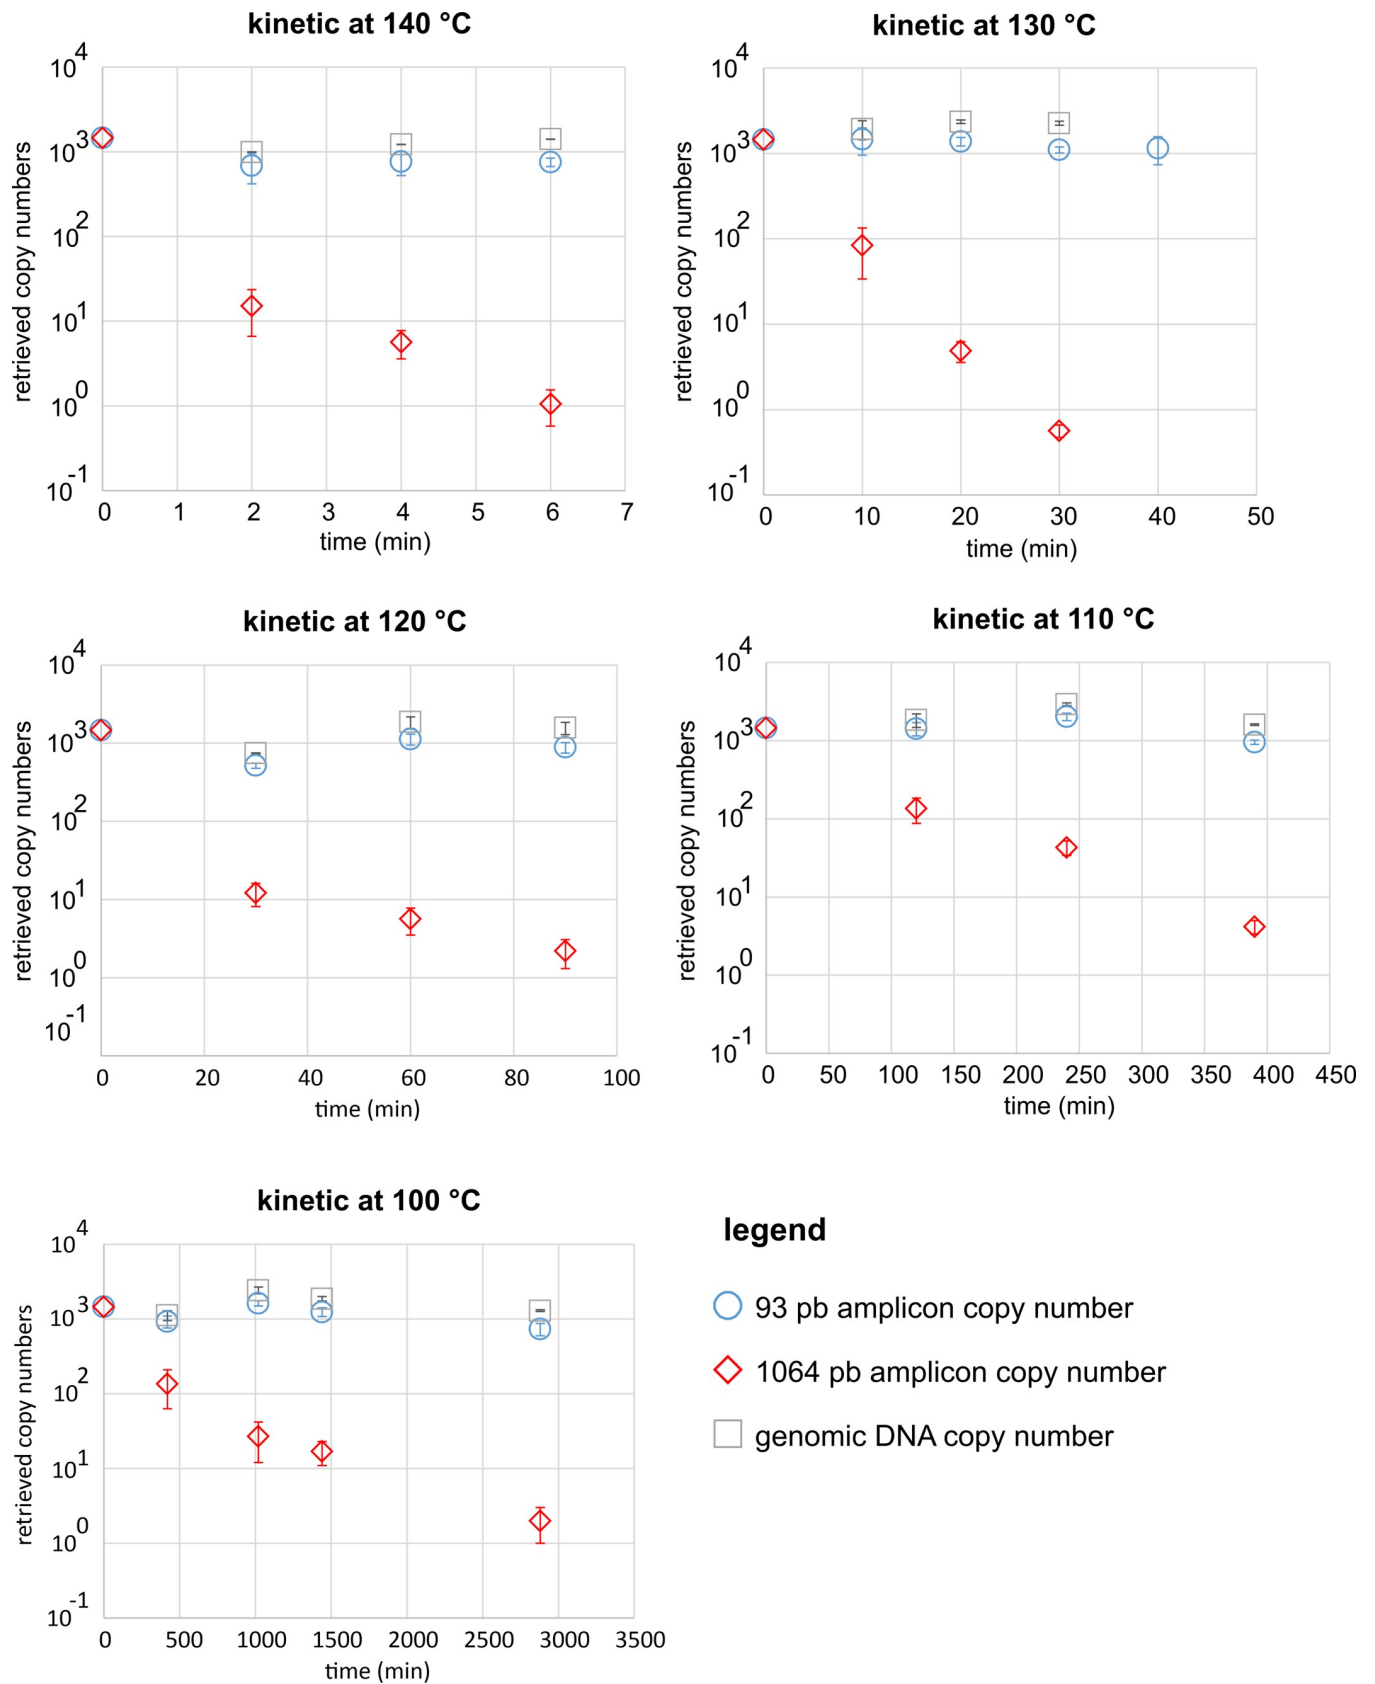 kinetic at 140 °C
10^4
10^3
10^2
10^1
10^0
10^-1
retrieved copy numbers
0 1 2 3 4 5 6 7
time (min)
kinetic at 130 °C
10^4
10^3
10^2
10^1
10^0
10^-1
retrieved copy numbers
0 10 20 30 40 50
time (min)
kinetic at 120 °C
10^4
10^3
10^2
10^1
10^0
10^-1
retrieved copy numbers
0 20 40 60 80 100
time (min)
kinetic at 110 °C
10^4
10^3
10^2
10^1
10^0
10^-1
retrieved copy numbers
0 50 100 150 200 250 300 350 400 450
time (min)
kinetic at 100 °C
10^4
10^3
10^2
10^1
10^0
10^-1
retrieved copy numbers
0 500 1000 1500 2000 2500 3000 3500
time (min)
legend
93 pb amplicon copy number
1064 pb amplicon copy number
genomic DNA copy number